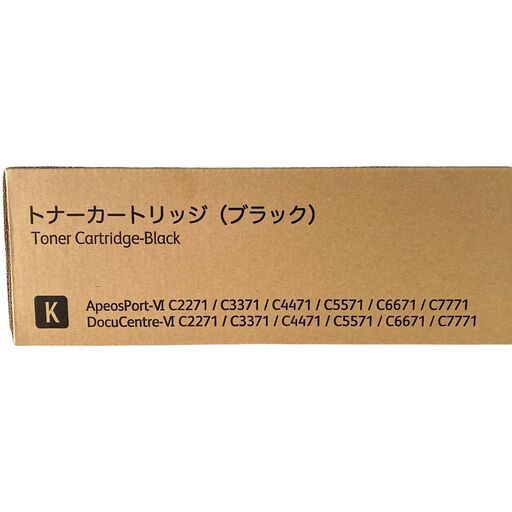 トナーカートリッジ（ブラック）
Toner Cartridge-Black
K
ApeosPort-Ⅵ C2271 / C3371 / C4471 / C5571 / C6671 / C7771
DocuCentre-Ⅵ C2271 / C3371 / C4471 / C5571 / C6671 / C7771